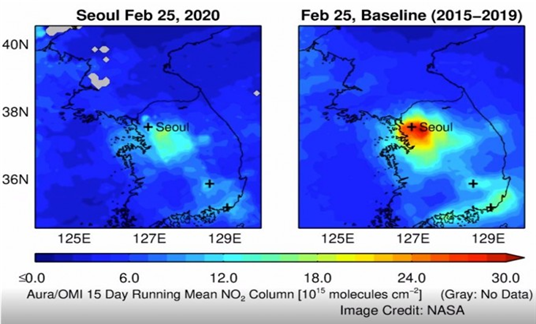 Seoul Feb 25, 2020
Feb 25, Baseline (2015−2019)
40N
38N
36N
Seoul
Seoul
125E 127E 129E
125E 127E 129E
≤0.0 6.0 12.0 18.0 24.0 30.0
Aura/OMI 15 Day Running Mean NO₂ Column [10¹⁵ molecules cm⁻²] (Gray: No Data)
Image Credit: NASA